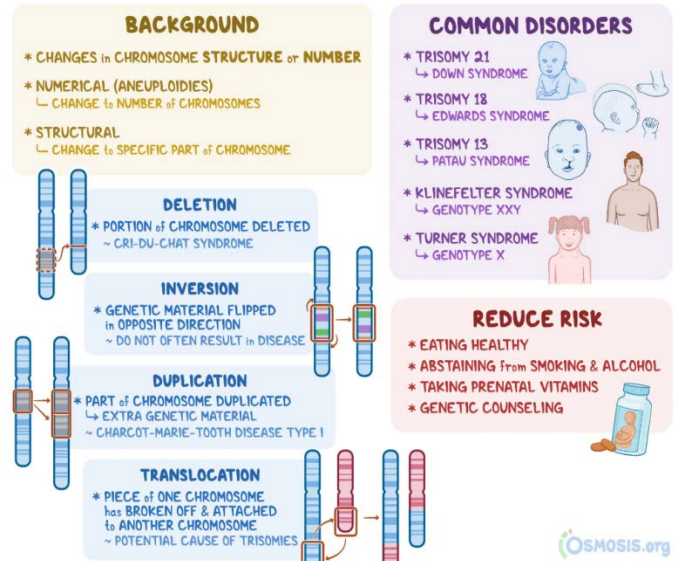 BACKGROUND
* CHANGES in CHROMOSOME STRUCTURE or NUMBER
* NUMERICAL (ANEUPLOIDIES)
↳ CHANGE to NUMBER of CHROMOSOMES
* STRUCTURAL
↳ CHANGE to SPECIFIC PART of CHROMOSOME
DELETION
* PORTION of CHROMOSOME DELETED
~ CRI-DU-CHAT SYNDROME
INVERSION
* GENETIC MATERIAL FLIPPED
in OPPOSITE DIRECTION
~ DO NOT OFTEN RESULT in DISEASE
DUPLICATION
* PART of CHROMOSOME DUPLICATED
↳ EXTRA GENETIC MATERIAL
~ CHARCOT-MARIE-TOOTH DISEASE TYPE 1
TRANSLOCATION
* PIECE of ONE CHROMOSOME
has BROKEN OFF & ATTACHED
to ANOTHER CHROMOSOME
~ POTENTIAL CAUSE OF TRISOMIES
COMMON DISORDERS
* TRISOMY 21
↳ DOWN SYNDROME
* TRISOMY 18
↳ EDWARDS SYNDROME
* TRISOMY 13
↳ PATAU SYNDROME
* KLINEFELTER SYNDROME
↳ GENOTYPE XXY
* TURNER SYNDROME
↳ GENOTYPE X
REDUCE RISK
* EATING HEALTHY
* ABSTAINING from SMOKING & ALCOHOL
* TAKING PRENATAL VITAMINS
* GENETIC COUNSELING
OSMOSIS.org